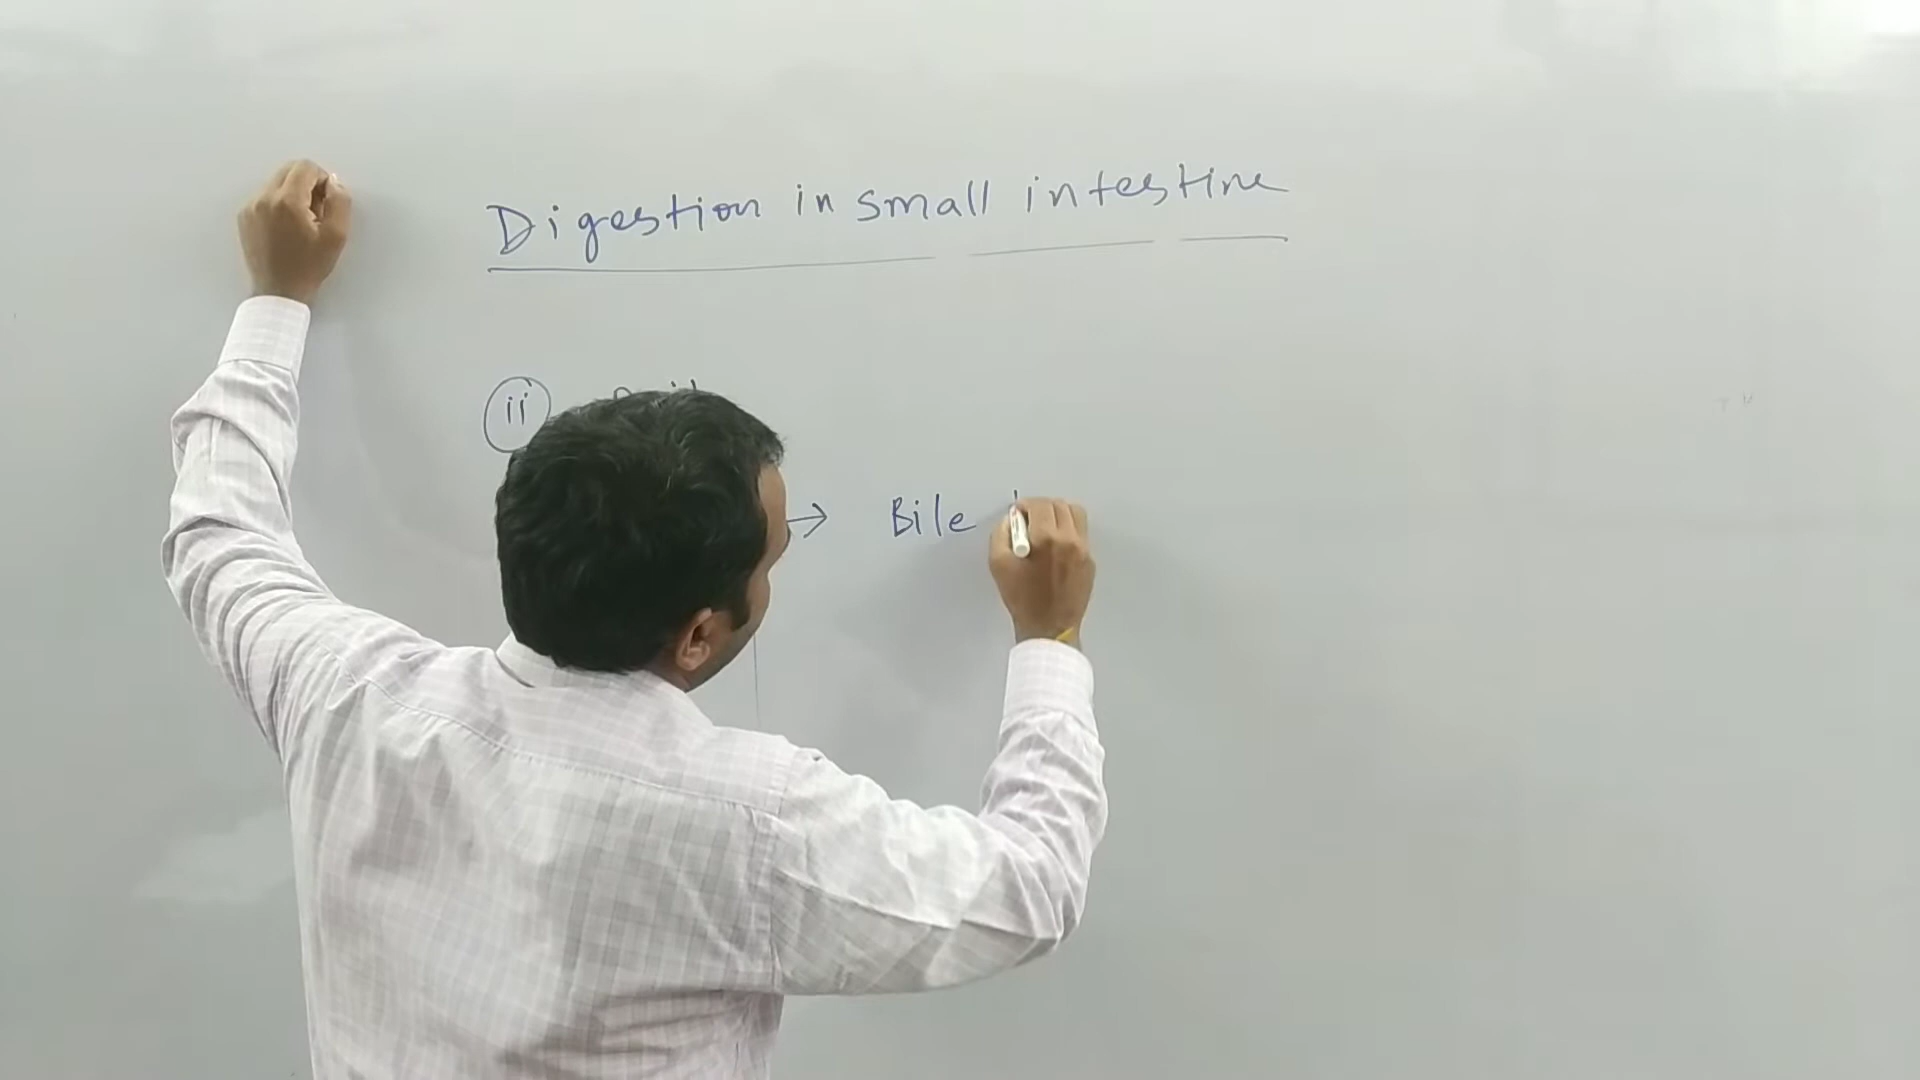 Digestion in small intestine
ii
→ Bile